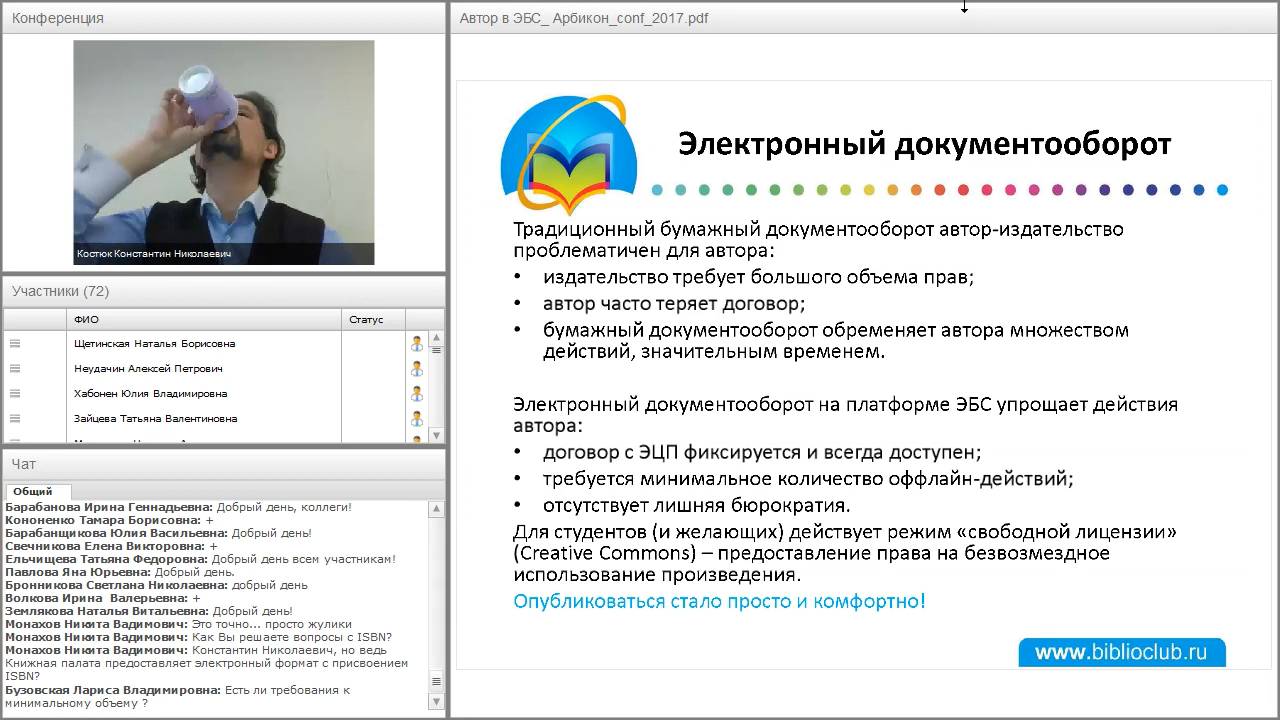 Конференция
Костюк Константин Николаевич
Участники (72)
ФИО
Статус
Щетинская Наталья Борисовна
Неудачин Алексей Петрович
Хабонен Юлия Владимировна
Зайцева Татьяна Валентиновна
Чат
Общий
Барабанова Ирина Геннадьевна: Добрый день, коллеги!
Кононенко Тамара Борисовна: +
Барабанщикова Юлия Васильевна: Добрый день!
Свечникова Елена Викторовна: +
Ельчищева Татьяна Федоровна: Добрый день всем участникам!
Павлова Яна Юрьевна: Добрый день.
Бронникова Светлана Николаевна: добрый день
Волкова Ирина Валерьевна: +
Землякова Наталья Витальевна: Добрый день!
Монахов Никита Вадимович: Это точно... просто жулики
Монахов Никита Вадимович: Как Вы решаете вопросы с ISBN?
Монахов Никита Вадимович: Константин Николаевич, но ведь
Книжная палата предоставляет электронный формат с присвоением
ISBN?
Бузовская Лариса Владимировна: Есть ли требования к
минимальному объему ?
Автор в ЭБС_ Арбикон_conf_2017.pdf
Электронный документооборот
Традиционный бумажный документооборот автор-издательство
проблематичен для автора:
• издательство требует большого объема прав;
• автор часто теряет договор;
• бумажный документооборот обременяет автора множеством
действий, значительным временем.
Электронный документооборот на платформе ЭБС упрощает действия
автора:
• договор с ЭЦП фиксируется и всегда доступен;
• требуется минимальное количество оффлайн-действий;
• отсутствует лишняя бюрократия.
Для студентов (и желающих) действует режим «свободной лицензии»
(Creative Commons) – предоставление права на безвозмездное
использование произведения.
Опубликоваться стало просто и комфортно!
www.biblioclub.ru